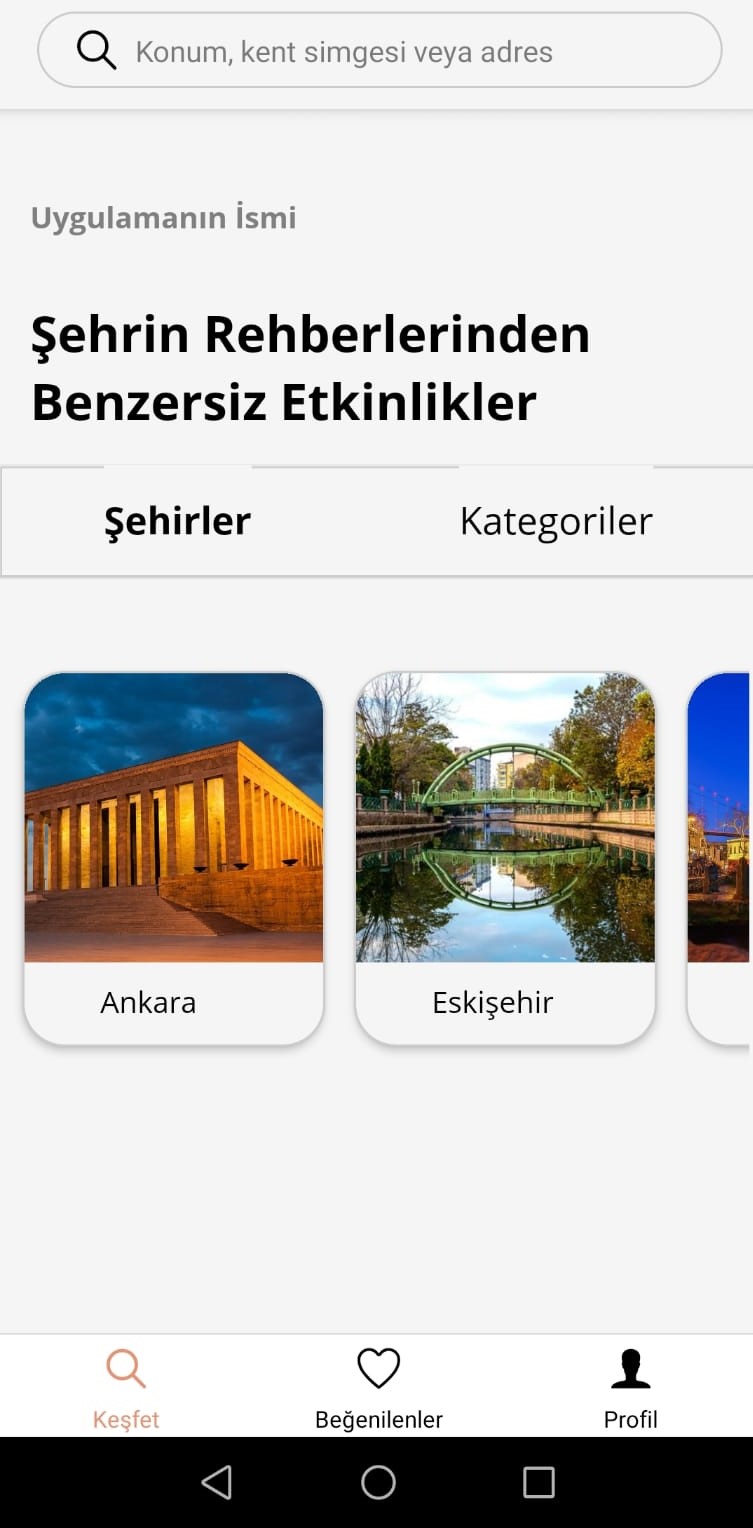 Konum, kent simgesi veya adres
Uygulamanın İsmi
Şehrin Rehberlerinden
Benzersiz Etkinlikler
Şehirler
Kategoriler
Ankara
Eskişehir
Keşfet
Beğenilenler
Profil